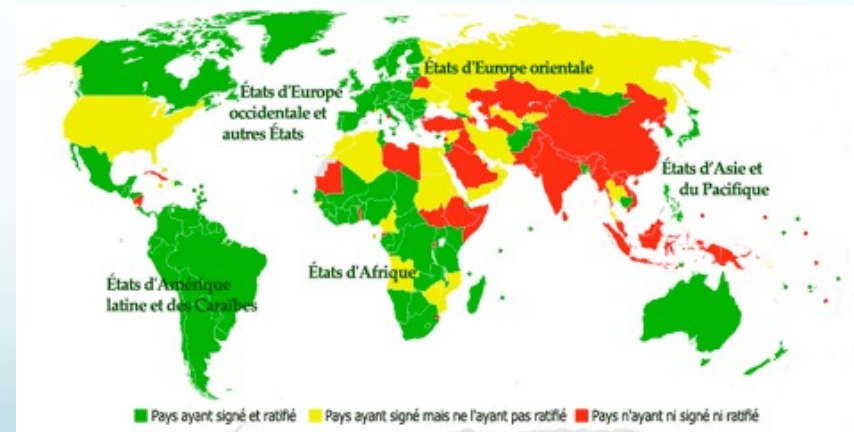 États d'Europe orientale
États d'Europe
occidentale et
autres États
États d'Asie et
du Pacifique
États d'Afrique
États d'Amérique
latine et des Caraïbes
Pays ayant signé et ratifié
Pays ayant signé mais ne l'ayant pas ratifié
Pays n'ayant ni signé ni ratifié